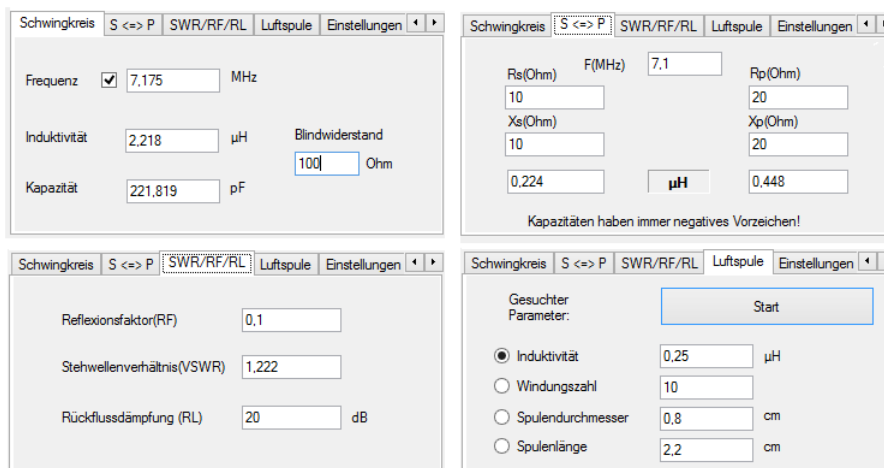 Schwingkreis S <=> P SWR/RF/RL Luftspule Einstellungen
Frequenz 7,175 MHz
Induktivität 2,218 µH Blindwiderstand
100 Ohm
Kapazität 221,819 pF
Schwingkreis S <=> P SWR/RF/RL Luftspule Einstellungen
F(MHz) 7,1
Rs(Ohm) Rp(Ohm)
10 20
Xs(Ohm) Xp(Ohm)
10 20
0,224 µH 0,448
Kapazitäten haben immer negatives Vorzeichen!
Schwingkreis S <=> P SWR/RF/RL Luftspule Einstellungen
Reflexionsfaktor(RF) 0,1
Stehwellenverhältnis(VSWR) 1,222
Rückflussdämpfung (RL) 20 dB
Schwingkreis S <=> P SWR/RF/RL Luftspule Einstellungen
Gesuchter
Parameter: Start
Induktivität 0,25 µH
Windungszahl 10
Spulendurchmesser 0,8 cm
Spulenlänge 2,2 cm